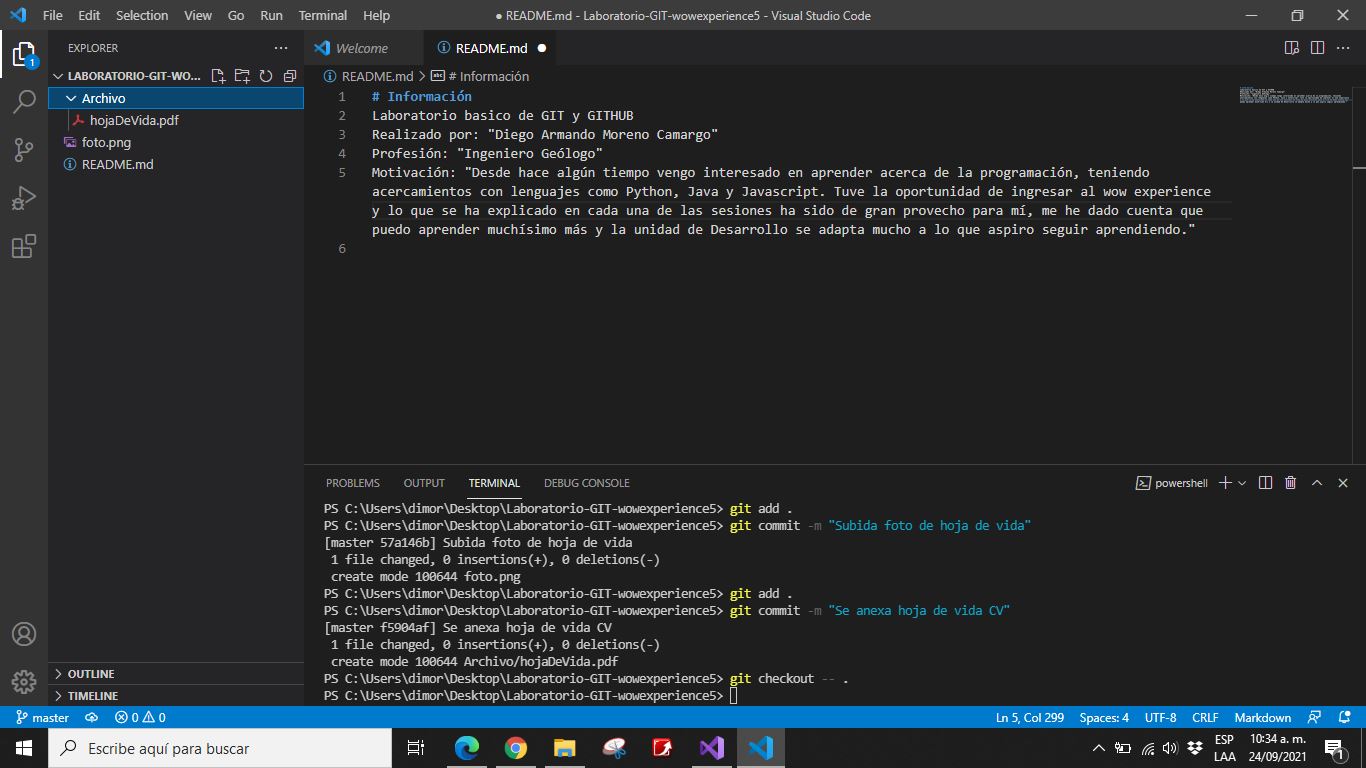 File Edit Selection View Go Run Terminal Help
● README.md - Laboratorio-GIT-wowexperience5 - Visual Studio Code
EXPLORER
LABORATORIO-GIT-WO...
Archivo
hojaDeVida.pdf
foto.png
README.md
OUTLINE
TIMELINE
1
Welcome
README.md
README.md > # Información
1 # Información
2 Laboratorio basico de GIT y GITHUB
3 Realizado por: "Diego Armando Moreno Camargo"
4 Profesión: "Ingeniero Geólogo"
5 Motivación: "Desde hace algún tiempo vengo interesado en aprender acerca de la programación, teniendo
acercamientos con lenguajes como Python, Java y Javascript. Tuve la oportunidad de ingresar al wow experience
y lo que se ha explicado en cada una de las sesiones ha sido de gran provecho para mí, me he dado cuenta que
puedo aprender muchísimo más y la unidad de Desarrollo se adapta mucho a lo que aspiro seguir aprendiendo."
6
PROBLEMS OUTPUT TERMINAL DEBUG CONSOLE
powershell
PS C:\Users\dimor\Desktop\Laboratorio-GIT-wowexperience5> git add .
PS C:\Users\dimor\Desktop\Laboratorio-GIT-wowexperience5> git commit -m "Subida foto de hoja de vida"
[master 57a146b] Subida foto de hoja de vida
1 file changed, 0 insertions(+), 0 deletions(-)
create mode 100644 foto.png
PS C:\Users\dimor\Desktop\Laboratorio-GIT-wowexperience5> git add .
PS C:\Users\dimor\Desktop\Laboratorio-GIT-wowexperience5> git commit -m "Se anexa hoja de vida CV"
[master f5904af] Se anexa hoja de vida CV
1 file changed, 0 insertions(+), 0 deletions(-)
create mode 100644 Archivo/hojaDeVida.pdf
PS C:\Users\dimor\Desktop\Laboratorio-GIT-wowexperience5> git checkout -- .
PS C:\Users\dimor\Desktop\Laboratorio-GIT-wowexperience5>
master 0 0
Ln 5, Col 299 Spaces: 4 UTF-8 CRLF Markdown
Escribe aquí para buscar
ESP
LAA
10:34 a. m.
24/09/2021
1